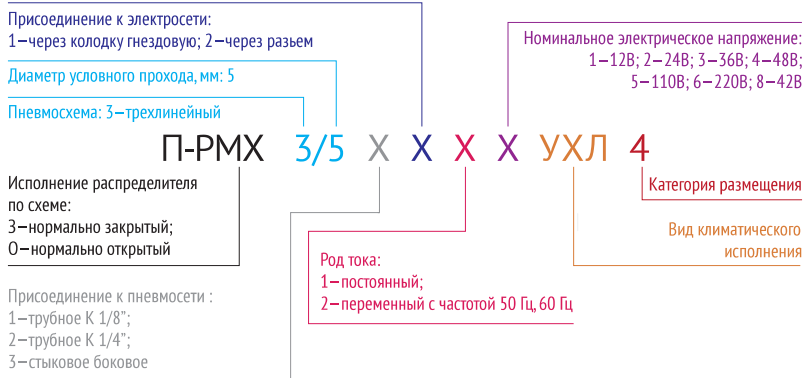 Присоединение к электросети:
1—через колодку гнездовую; 2—через разьем
Диаметр условного прохода, мм: 5
Пневмосхема: 3—трехлинейный
Номинальное электрическое напряжение:
1—12В; 2—24В; 3—36В; 4—48В;
5—110В; 6—220В; 8—42В
П-РМХ 3/5 Х Х Х Х УХЛ 4
Исполнение распределителя
по схеме:
З—нормально закрытый;
О—нормально открытый
Присоединение к пневмосети :
1—трубное К 1/8”;
2—трубное К 1/4”;
3—стыковое боковое
Род тока:
1—постоянный;
2—переменный с частотой 50 Гц, 60 Гц
Категория размещения
Вид климатического
исполнения